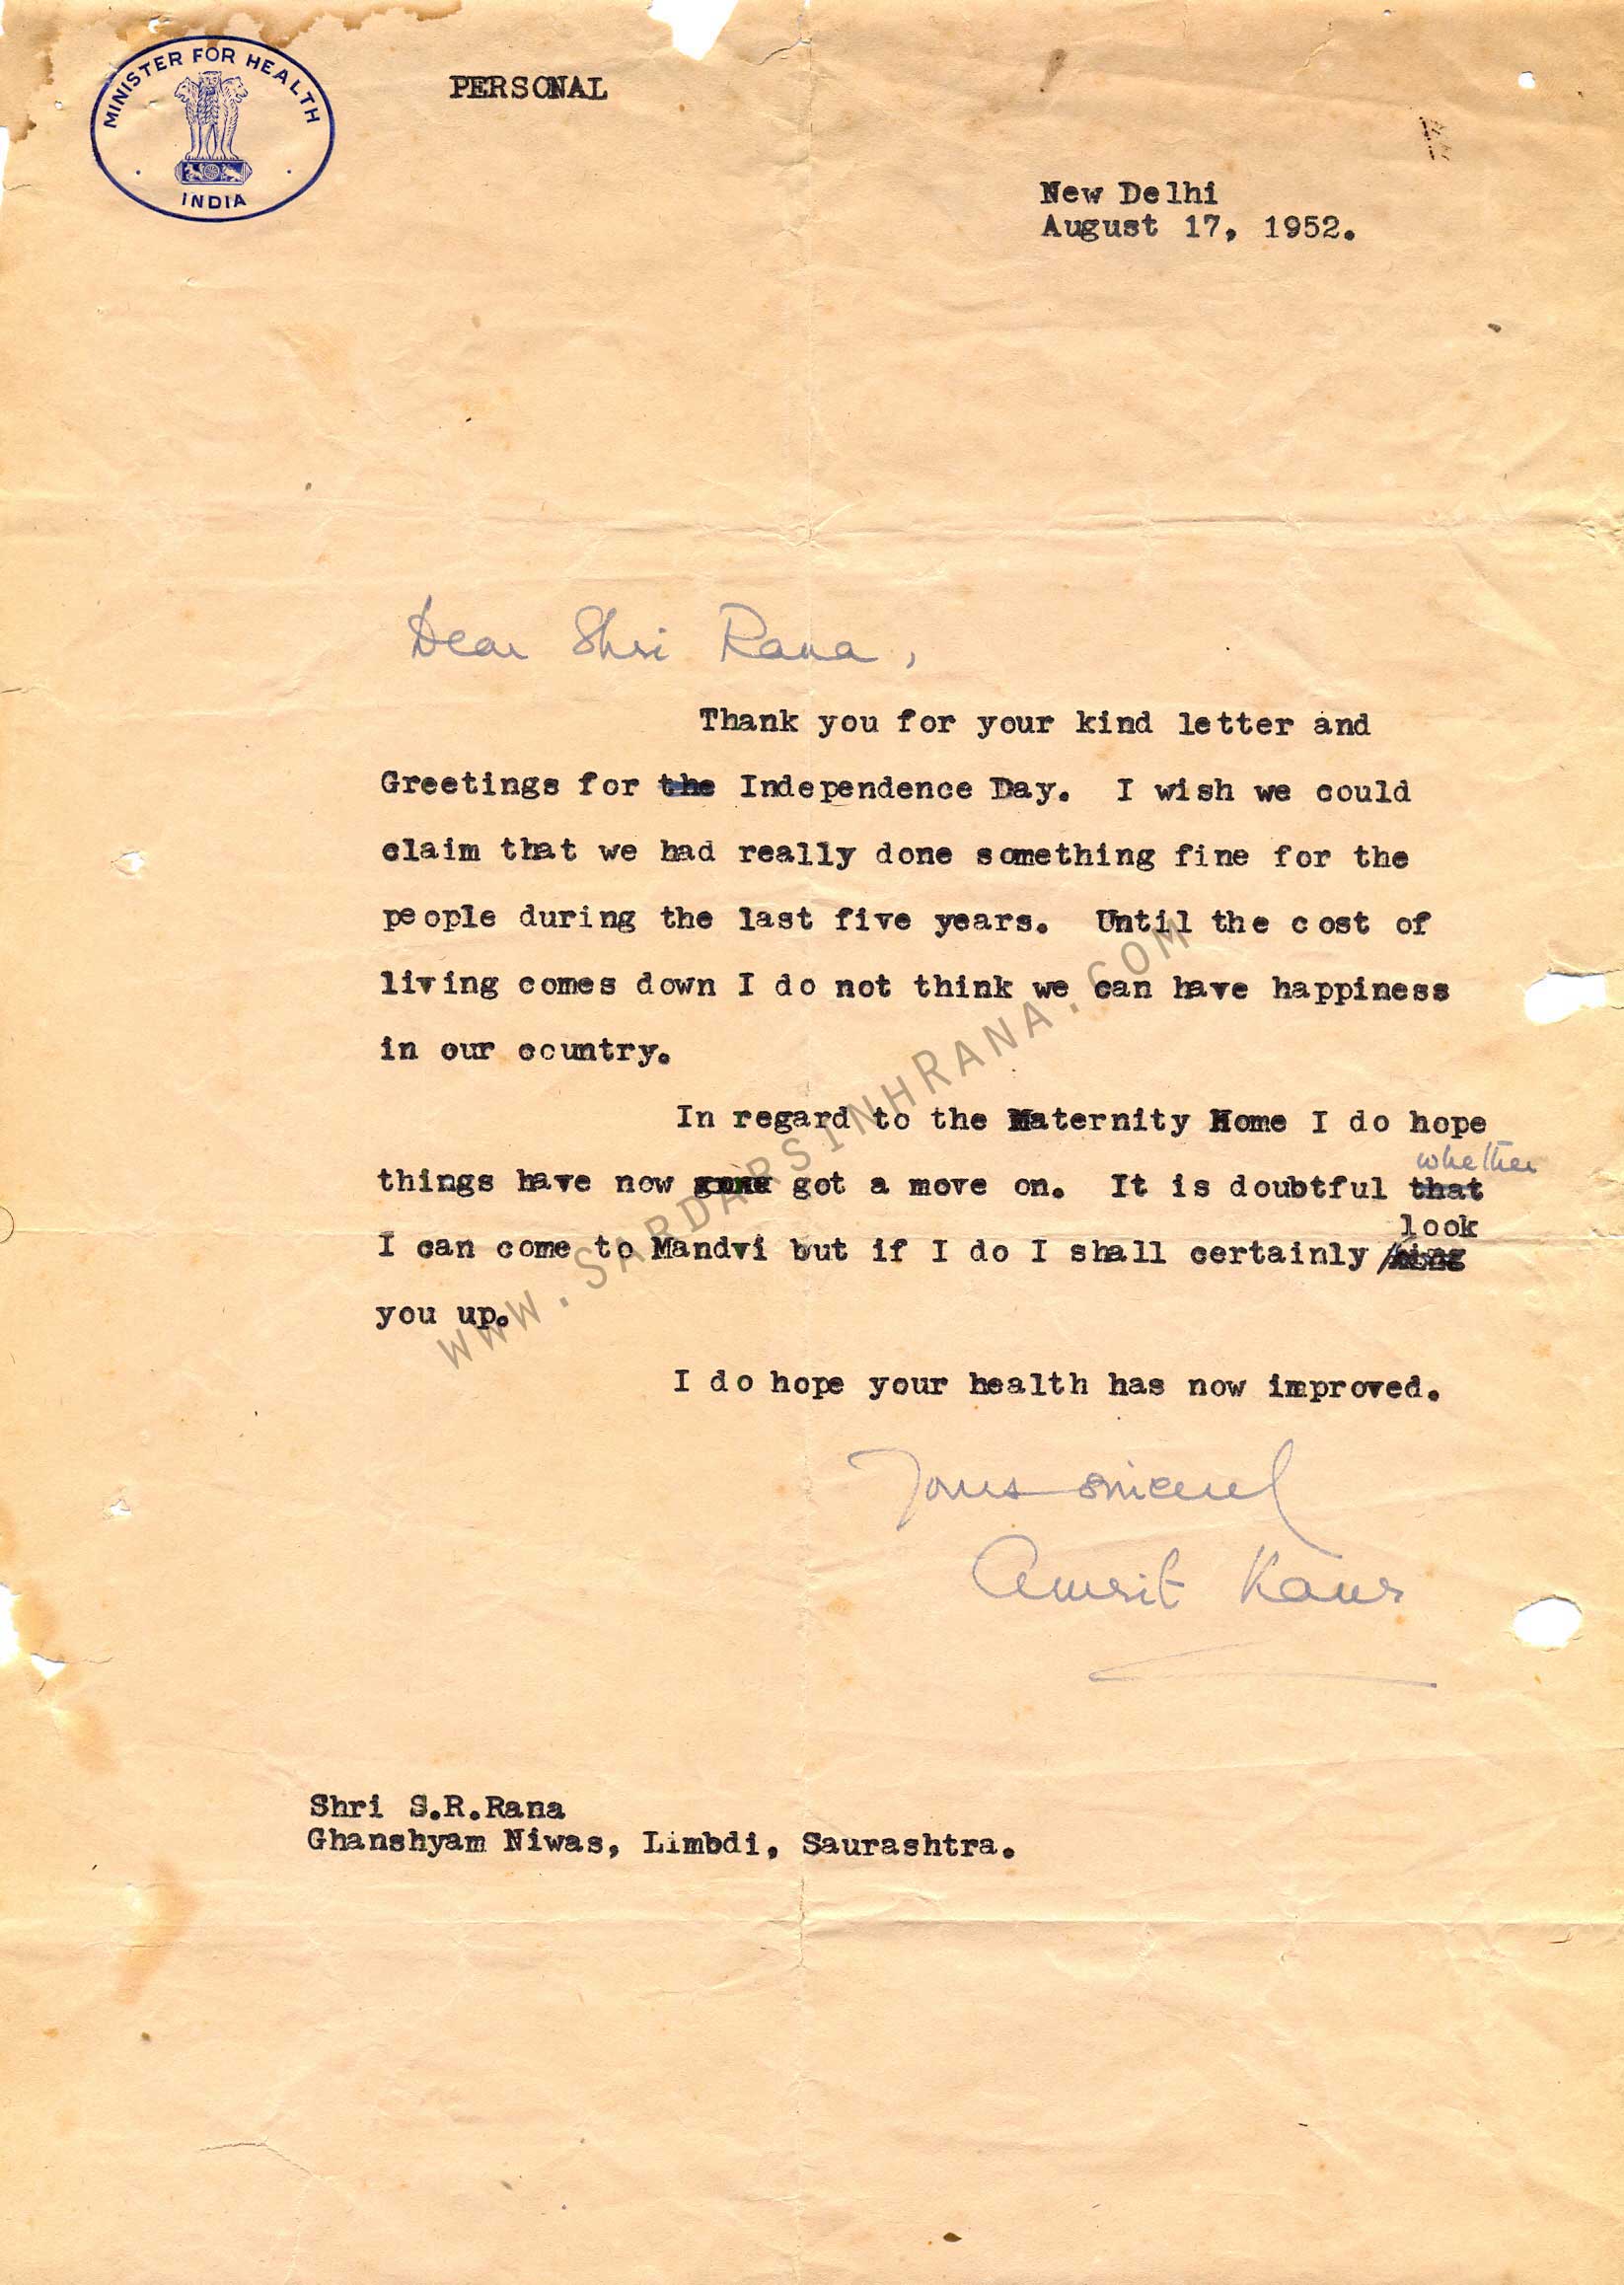 MINISTER FOR HEALTH
INDIA
PERSONAL
New Delhi
August 17, 1952.
Dear Shri Rana,
Thank you for your kind letter and
Greetings for the Independence Day. I wish we could
claim that we had really done something fine for the
people during the last five years. Until the cost of
living comes down I do not think we can have happiness
in our country.
In regard to the Maternity Home I do hope
whether
things have now got a move on. It is doubtful that
look
I can come to Mandvi but if I do I shall certainly
you up.
I do hope your health has now improved.
Yours sincerely
Amrit Kaur
Shri S.R.Rana
Ghanshyam Niwas, Limbdi, Saurashtra.
WWW.SARDARSINHRANA.COM